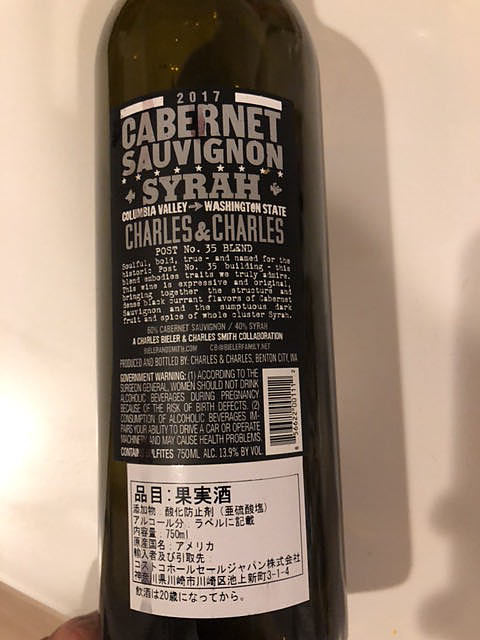 2017
CABERNET
SAUVIGNON
SYRAH
COLUMBIA VALLEY WASHINGTON STATE
CHARLES & CHARLES
POST No. 35 BLEND
Soulful, bold, true - and named for the
historic Post No. 35 building - this
blend embodies traits we truly admire.
This wine is expressive and original,
bringing together the structure and
dense black currant flavors of Cabernet
Sauvignon and the sumptuous dark
fruit and spice of whole cluster Syrah.
60% CABERNET SAUVIGNON / 40% SYRAH
A CHARLES BIELER & CHARLES SMITH COLLABORATION
BIELERANDSMITH.COM CB@BIELERFAMILY.NET
PRODUCED AND BOTTLED BY: CHARLES & CHARLES, BENTON CITY, WA
GOVERNMENT WARNING: (1) ACCORDING TO THE
SURGEON GENERAL, WOMEN SHOULD NOT DRINK
ALCOHOLIC BEVERAGES DURING PREGNANCY
BECAUSE OF THE RISK OF BIRTH DEFECTS. (2)
CONSUMPTION OF ALCOHOLIC BEVERAGES IM-
PAIRS YOUR ABILITY TO DRIVE A CAR OR OPERATE
MACHINERY AND MAY CAUSE HEALTH PROBLEMS.
CONTAINS SULFITES 750ML ALC. 13.9% BY VOL
8 56622 00111 2
品目:果実酒
添加物:酸化防止剤(亜硫酸塩)
アルコール分:ラベルに記載
内容量:750ml
原産国名:アメリカ
輸入者及び引取先:
コストコホールセールジャパン株式会社
神奈川県川崎市川崎区池上新町3-1-4
飲酒は20歳になってから。